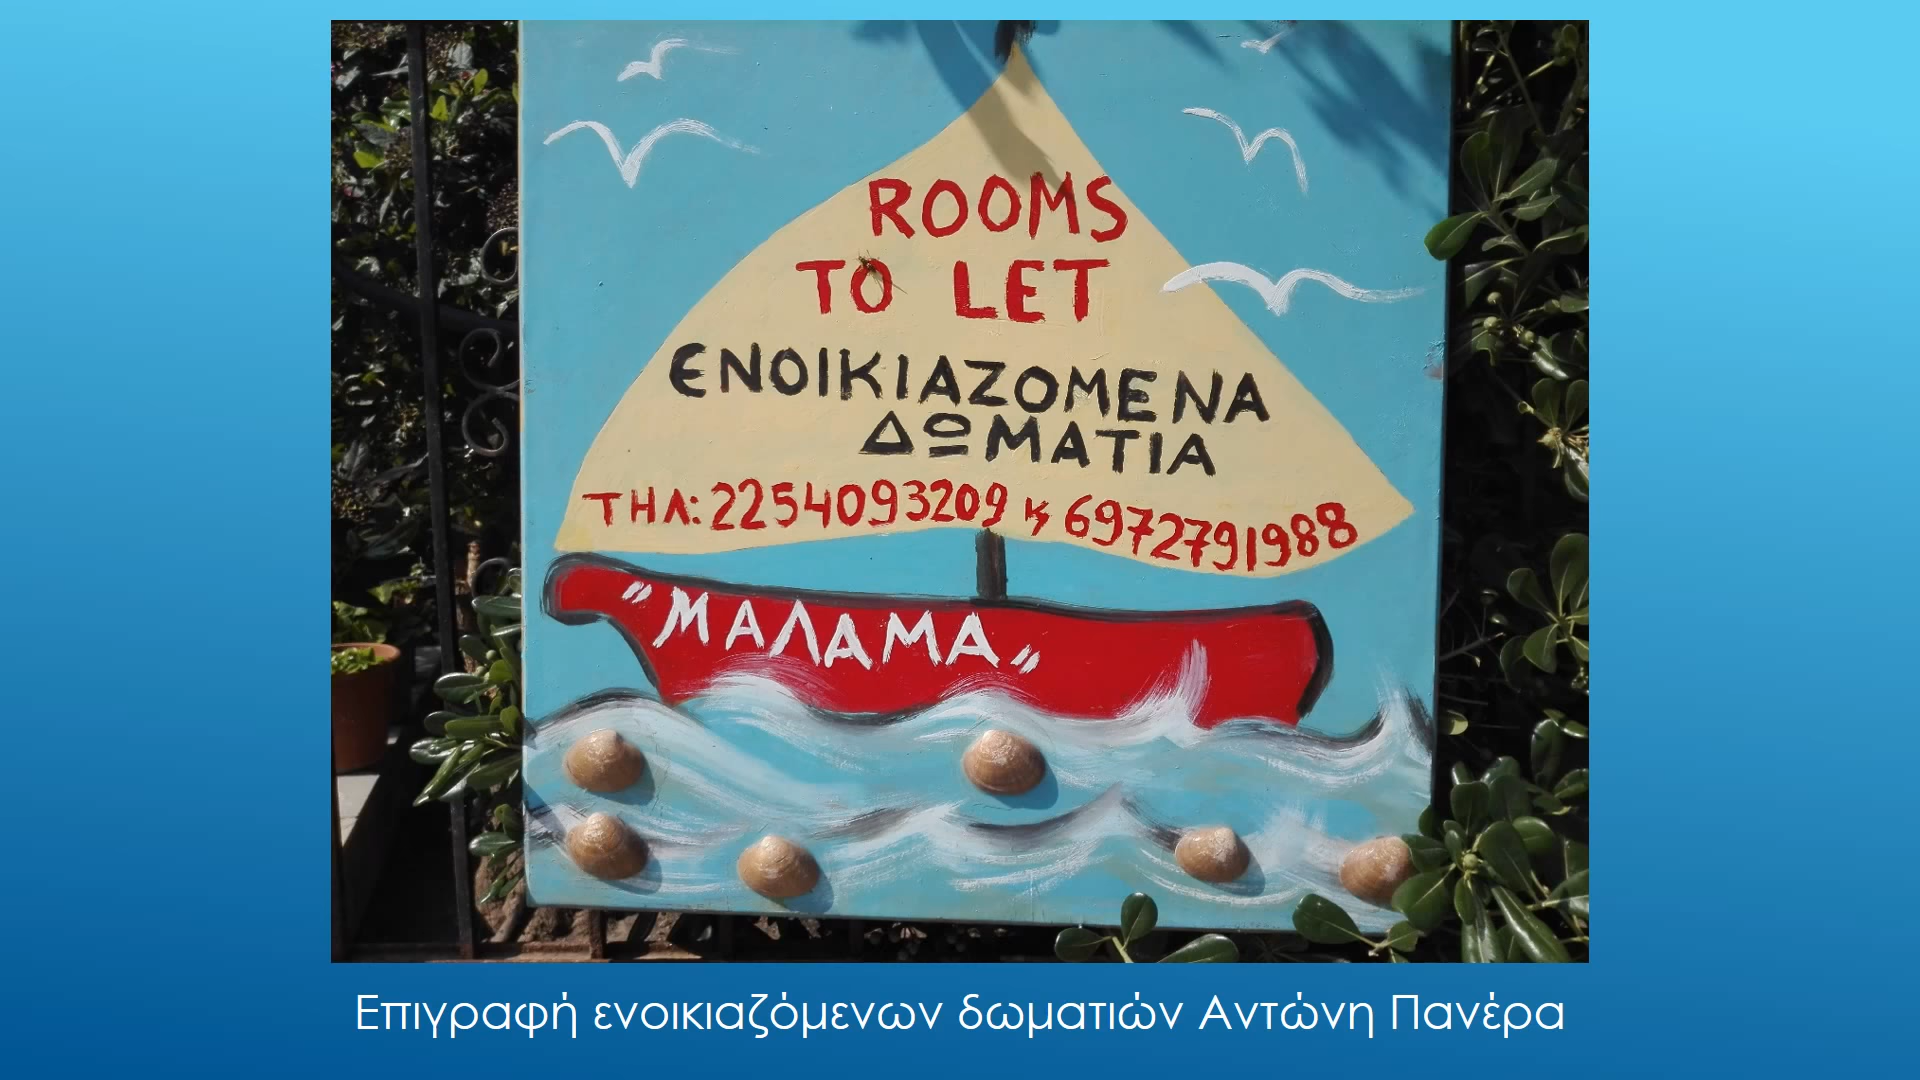 ROOMS
TO LET
ΕΝΟΙΚΙΑΖΟΜΕΝΑ
ΔΩΜΑΤΙΑ
ΤΗΛ: 2254093209 κ 6972791988
"ΜΑΛΑΜΑ"
Επιγραφή ενοικιαζόμενων δωματιών Αντώνη Πανέρα